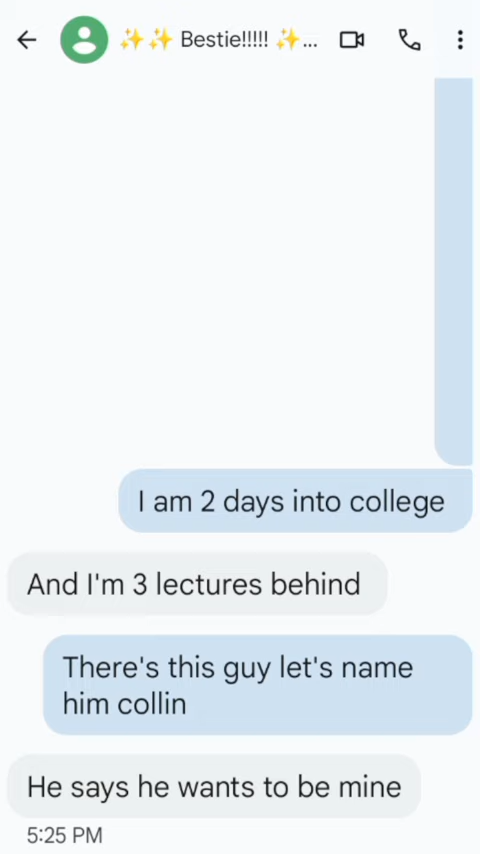 ✨✨ Bestie!!!!! ✨...
I am 2 days into college
And I'm 3 lectures behind
There's this guy let's name
him collin
He says he wants to be mine
5:25 PM